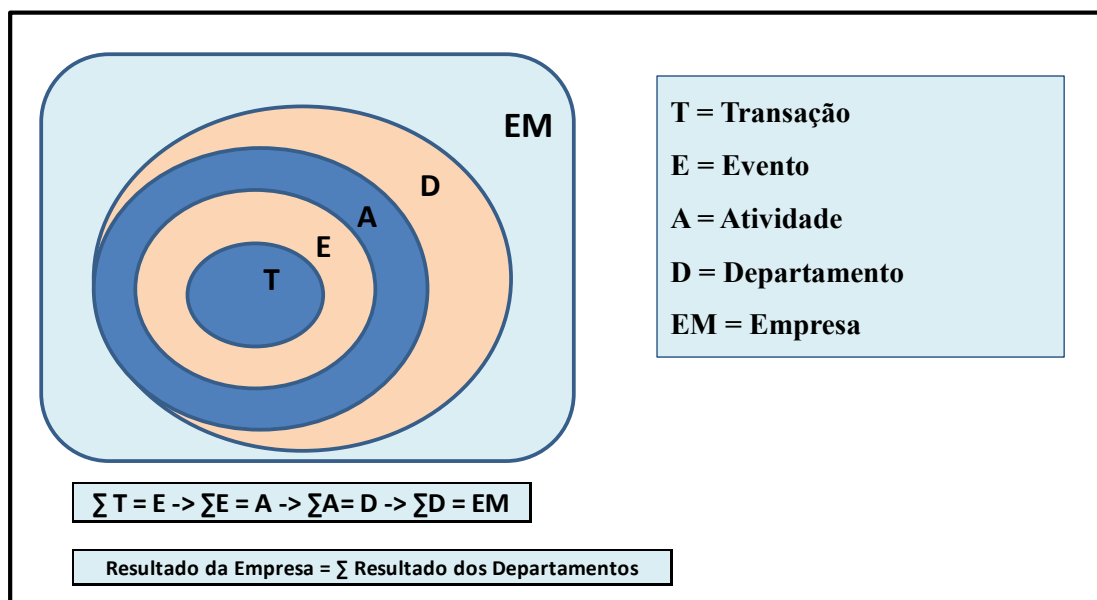 EM
D
A
E
T
T = Transação
E = Evento
A = Atividade
D = Departamento
EM = Empresa
∑ T = E -> ∑E = A -> ∑A= D -> ∑D = EM
Resultado da Empresa = ∑ Resultado dos Departamentos